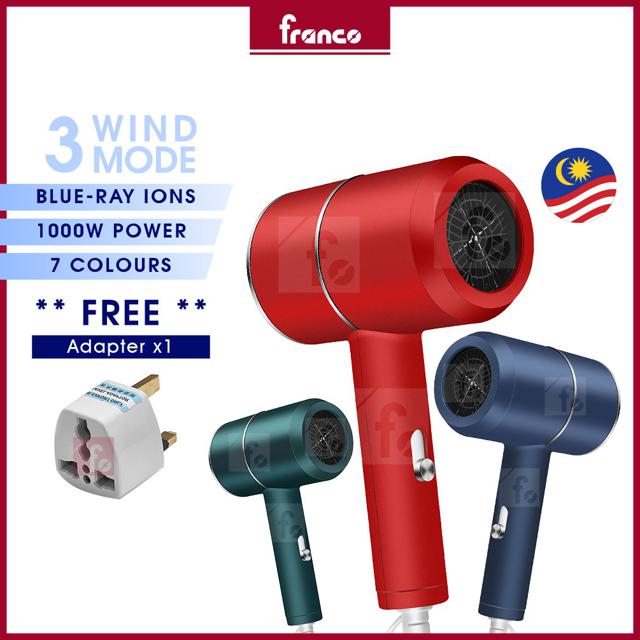 franco
3 WIND MODE
BLUE-RAY IONS
1000W POWER
7 COLOURS
** FREE **
Adapter x1